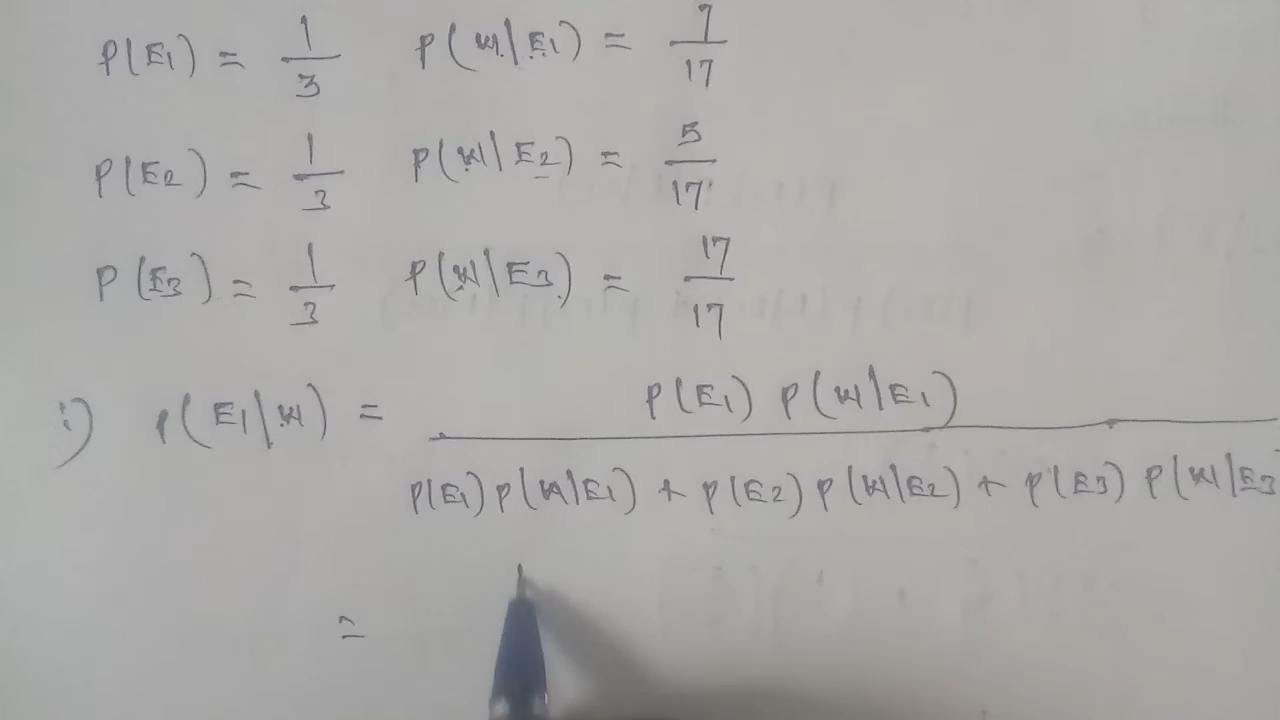 P(E1) = 1/3 P(W|E1) = 7/17
P(E2) = 1/3 P(W|E2) = 5/17
P(E3) = 1/3 P(W|E3) = 17/17
i) P(E1|W) = P(E1) P(W|E1) / P(E1)P(W|E1) + P(E2)P(W|E2) + P(E3) P(W|E3
=